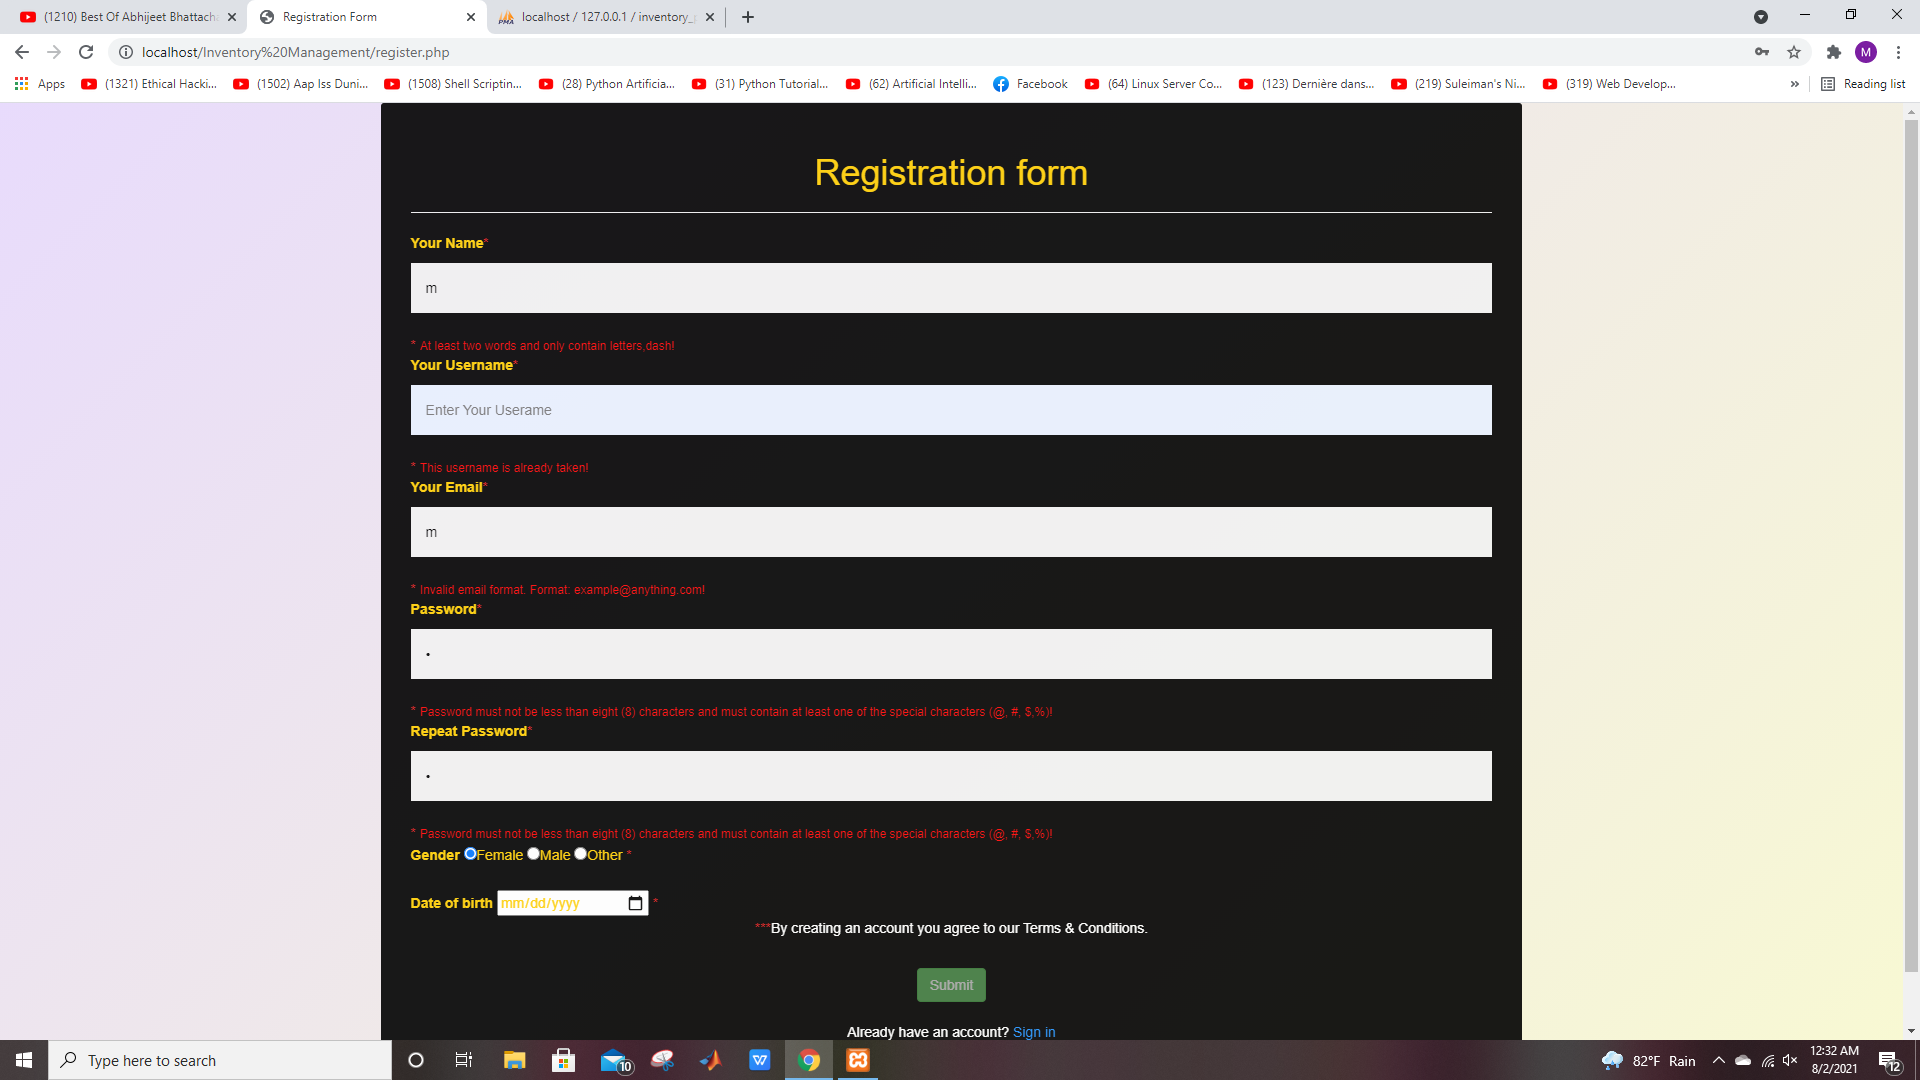 (1210) Best Of Abhijeet Bhattach
Registration Form
localhost / 127.0.0.1 / inventory_
localhost/Inventory%20Management/register.php
M
Apps
(1321) Ethical Hacki...
(1502) Aap Iss Duni...
(1508) Shell Scriptin...
(28) Python Artificia...
(31) Python Tutorial...
(62) Artificial Intelli...
Facebook
(64) Linux Server Co...
(123) Dernière dans...
(219) Suleiman's Ni...
(319) Web Develop...
»
Reading list
Registration form
Your Name*
m
* At least two words and only contain letters,dash!
Your Username*
Enter Your Userame
* This username is already taken!
Your Email*
m
* Invalid email format. Format: example@anything.com!
Password*
•
* Password must not be less than eight (8) characters and must contain at least one of the special characters (@, #, $,%)!
Repeat Password*
•
* Password must not be less than eight (8) characters and must contain at least one of the special characters (@, #, $,%)!
Gender Female Male Other *
Date of birth mm/dd/yyyy *
***By creating an account you agree to our Terms & Conditions.
Submit
Already have an account? Sign in
Type here to search
10
82°F Rain
12:32 AM
8/2/2021
12